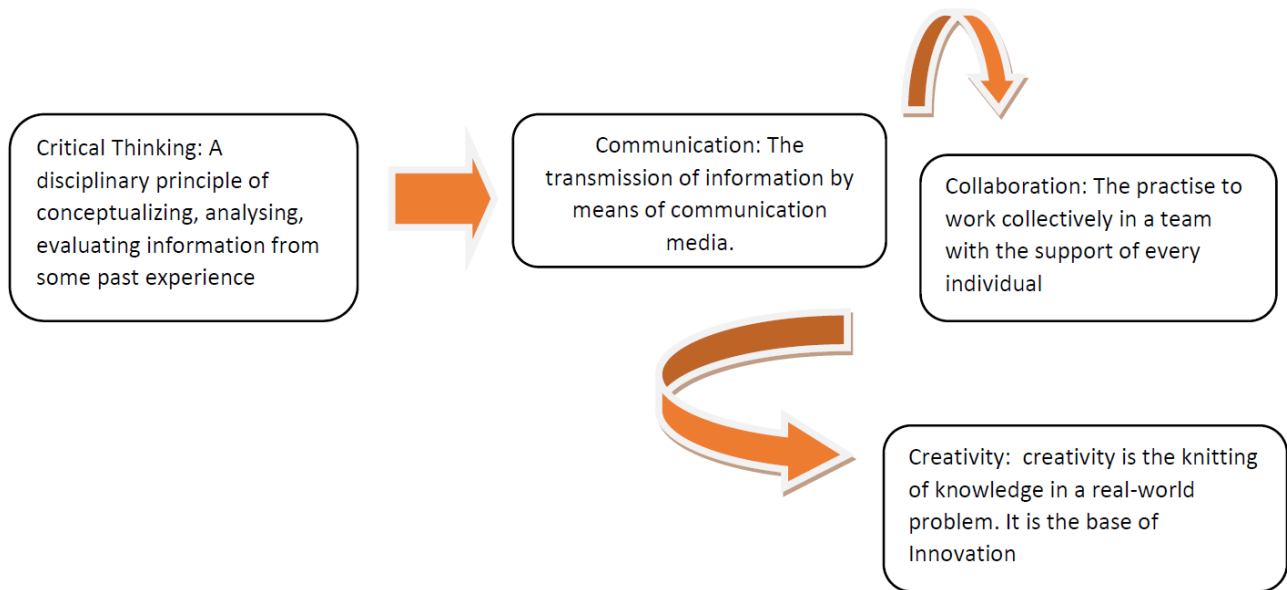 Critical Thinking: A
disciplinary principle of
conceptualizing, analysing,
evaluating information from
some past experience
Communication: The
transmission of information by
means of communication
media.
Collaboration: The practise to
work collectively in a team
with the support of every
individual
Creativity:  creativity is the knitting
of knowledge in a real-world
problem. It is the base of
Innovation